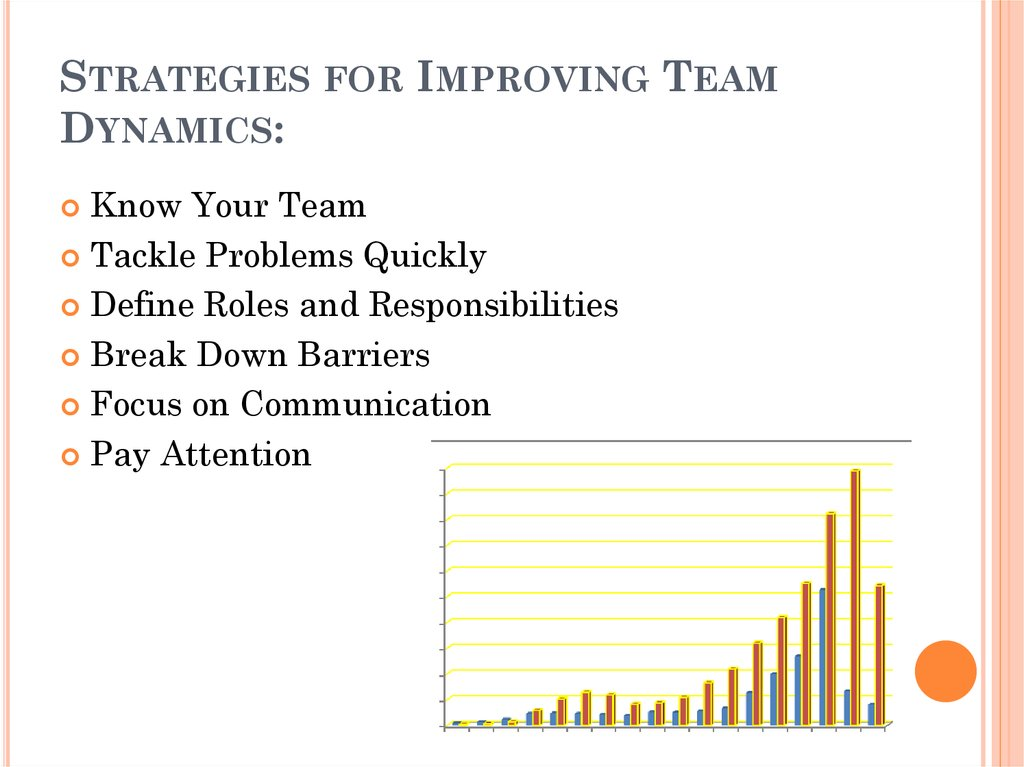 Strategies for Improving Team
Dynamics:
Know Your Team
Tackle Problems Quickly
Define Roles and Responsibilities
Break Down Barriers
Focus on Communication
Pay Attention